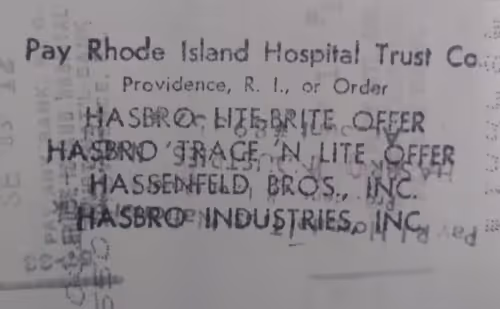 Pay Rhode Island Hospital Trust Co.
Providence, R. I., or Order
HASBRO LITE-BRITE OFFER
HASBRO TRACE 'N LITE OFFER
HASSENFELD BROS., INC.
HASBRO INDUSTRIES, INC.